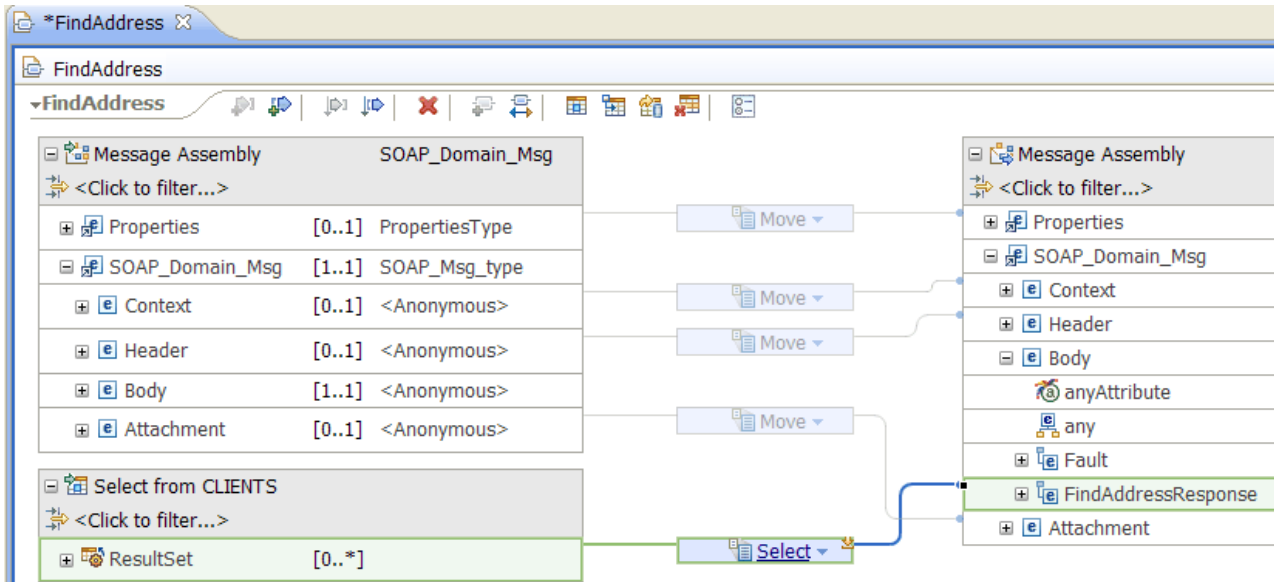 *FindAddress
FindAddress
FindAddress
Message Assembly SOAP_Domain_Msg
<Click to filter...>
Properties [0..1] PropertiesType
SOAP_Domain_Msg [1..1] SOAP_Msg_type
Context [0..1] <Anonymous>
Header [0..1] <Anonymous>
Body [1..1] <Anonymous>
Attachment [0..1] <Anonymous>
Select from CLIENTS
<Click to filter...>
ResultSet [0..*]
Move
Move
Move
Move
Select
Message Assembly
<Click to filter...>
Properties
SOAP_Domain_Msg
Context
Header
Body
anyAttribute
any
Fault
FindAddressResponse
Attachment